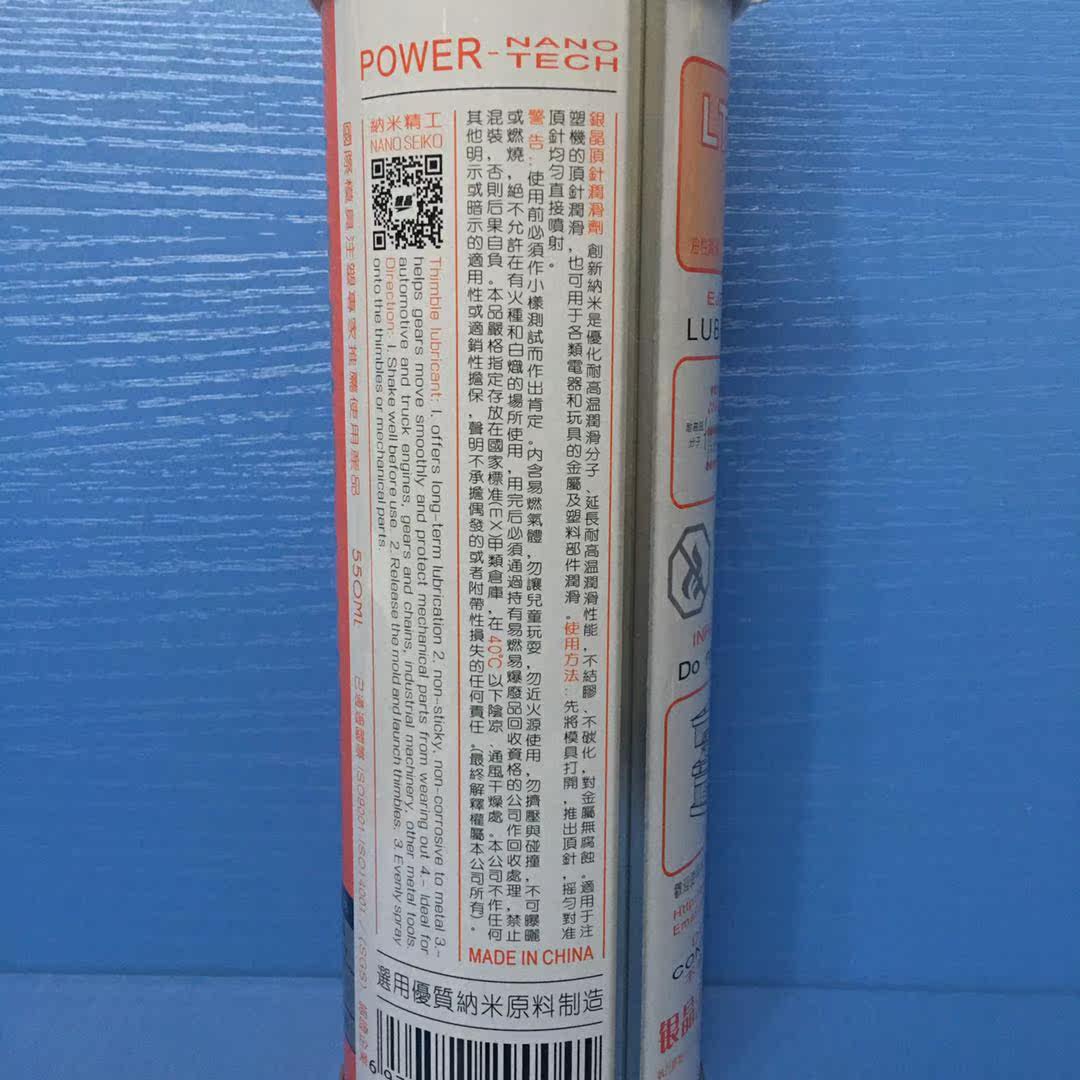 POWER-NANO TECH
銀晶頂針潤滑劑 創新納米是優化耐高温潤滑分子、延長耐高温潤滑性能，不結膠、不碳化，對金屬無腐蝕。適用于注
塑機的頂針潤滑，也可用于各類電器和玩具的金屬及塑料部件潤滑。使用方法：先將模具打開，推出頂針，摇匀對准
頂針均匀直接噴射。
警告：使用前必須作小樣測試而作出肯定。内含易燃氣體，勿讓兒童玩耍，勿近火源使用，勿擠壓與碰撞，不可曝曬
或燃燒，絕不允許在有火種和白熾的場所使用，用完后必須通過持有易燃易爆廢品回收資格的公司作回收處理，禁止
混裝，否則后果自負。本品嚴格指定存放在國家標准(EX)甲類倉庫，在40℃以下陰凉、通風干燥處。本公司不作任何
其他明示或暗示的適用性或適銷性擔保，聲明不承擔偶發的或者附帶性損失的任何責任。(最終解釋權屬本公司所有)。
納米精工
NANO SEIKO
Thimble lubricant: 1. offers long-term lubrication 2. non-sticky, non-corrosive to metal 3.-
helps gears move smoothly and protect mechanical parts from wearing out 4.- Ideal for
automotive and truck engines, gears and chains, industrial machinery, other metal tools.
Direction: 1. Shake well before use. 2. Release the mold and launch thimbles. 3. Evenly spray
onto the thimbles or mechanical parts.
MADE IN CHINA
選用優質納米原料制造
550ML
ISO9001 ISO14001 (SGS)
LUB
Do
銀晶